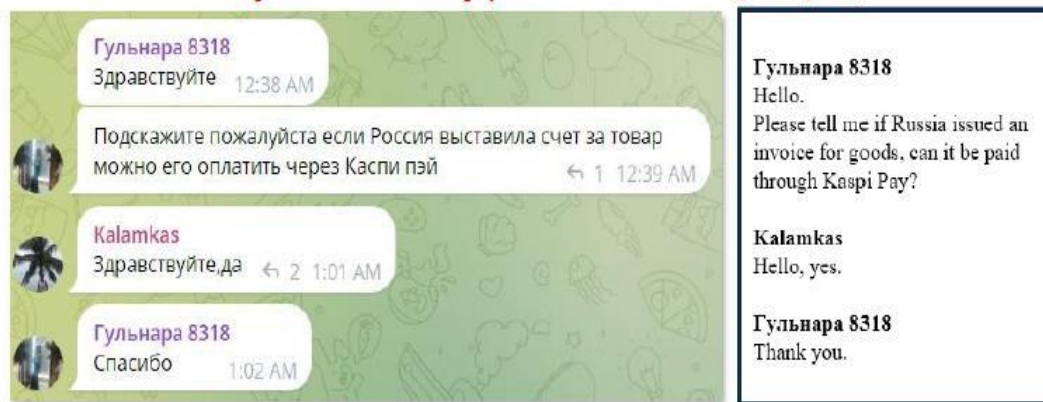 Гульнара 8318
Здравствуйте 12:38 AM
Подскажите пожалуйста если Россия выставила счет за товар
можно его оплатить через Каспи пэй 1 12:39 AM
Kalamkas
Здравствуйте,да 2 1:01 AM
Гульнара 8318
Спасибо 1:02 AM
Гульнара 8318
Hello.
Please tell me if Russia issued an
invoice for goods, can it be paid
through Kaspi Pay?
Kalamkas
Hello, yes.
Гульнара 8318
Thank you.